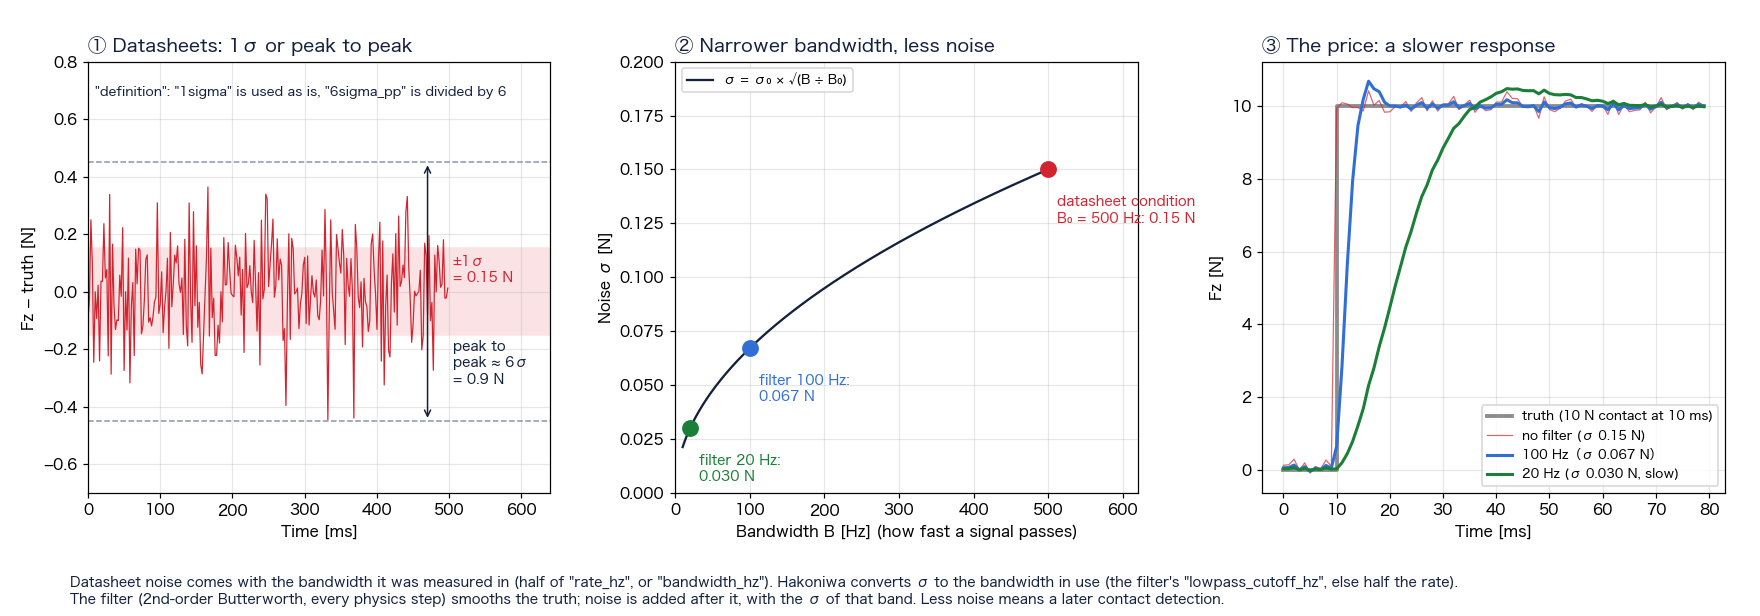 ① Datasheets: 1σ or peak to peak
0.8
0.6
0.4
0.2
0.0
−0.2
−0.4
−0.6
Fz − truth [N]
"definition": "1sigma" is used as is, "6sigma_pp" is divided by 6
±1σ
= 0.15 N
peak to
peak ≈ 6σ
= 0.9 N
0 100 200 300 400 500 600
Time [ms]
② Narrower bandwidth, less noise
0.200
0.175
0.150
0.125
0.100
0.075
0.050
0.025
0.000
Noise σ [N]
σ = σ₀ × √(B ÷ B₀)
datasheet condition
B₀ = 500 Hz: 0.15 N
filter 100 Hz:
0.067 N
filter 20 Hz:
0.030 N
0 100 200 300 400 500 600
Bandwidth B [Hz] (how fast a signal passes)
③ The price: a slower response
10
8
6
4
2
0
Fz [N]
truth (10 N contact at 10 ms)
no filter (σ 0.15 N)
100 Hz (σ 0.067 N)
20 Hz (σ 0.030 N, slow)
0 10 20 30 40 50 60 70 80
Time [ms]
Datasheet noise comes with the bandwidth it was measured in (half of "rate_hz", or "bandwidth_hz"). Hakoniwa converts σ to the bandwidth in use (the filter's "lowpass_cutoff_hz", else half the rate).
The filter (2nd-order Butterworth, every physics step) smooths the truth; noise is added after it, with the σ of that band. Less noise means a later contact detection.